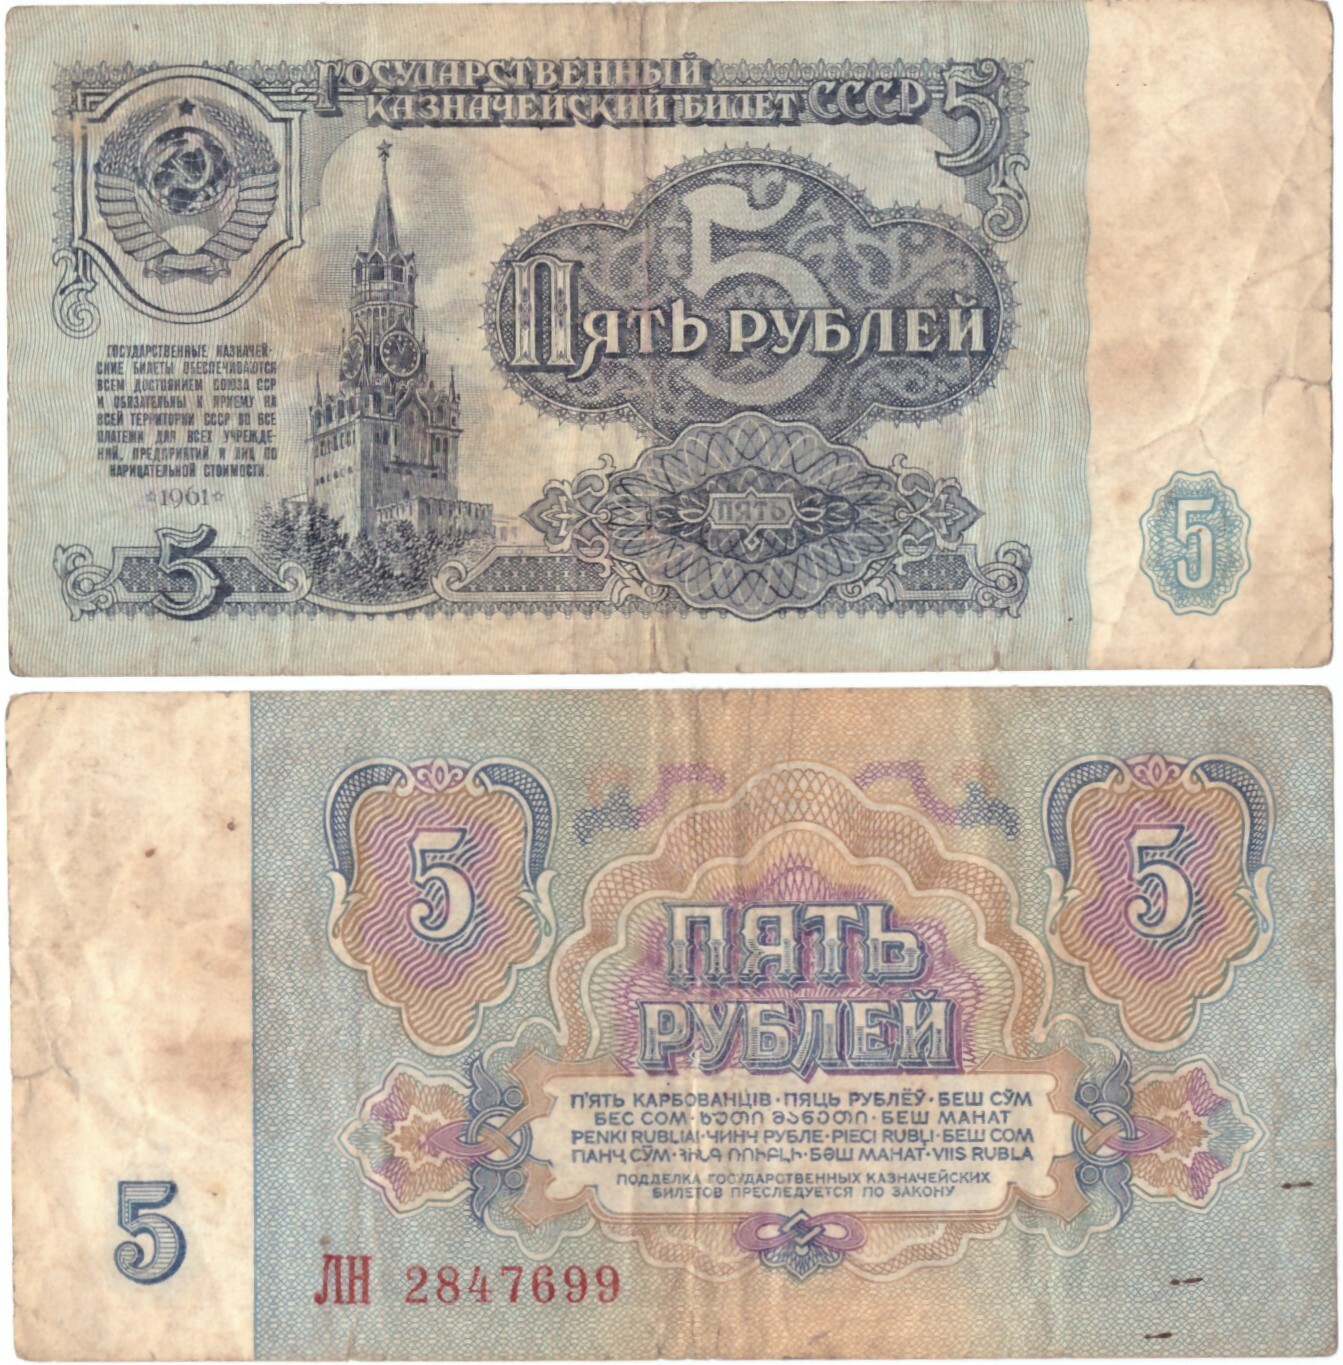 ГОСУДАРСТВЕННЫЙ
КАЗНАЧЕЙСКИЙ БИЛЕТ СССР 5
5
ПЯТЬ РУБЛЕЙ
ГОСУДАРСТВЕННЫЕ КАЗНАЧЕЙ-
СКИЕ БИЛЕТЫ ОБЕСПЕЧИВАЮТСЯ
ВСЕМ ДОСТОЯНИЕМ СОЮЗА ССР
И ОБЯЗАТЕЛЬНЫ К ПРИЕМУ НА
ВСЕЙ ТЕРРИТОРИИ СССР ВО ВСЕ
ПЛАТЕЖИ ДЛЯ ВСЕХ УЧРЕЖДЕ-
НИЙ, ПРЕДПРИЯТИЙ И ЛИЦ ПО
НАРИЦАТЕЛЬНОЙ СТОИМОСТИ.
☆1961☆
ПЯТЬ
5
5
5
5
ПЯТЬ
РУБЛЕЙ
П'ЯТЬ КАРБОВАНЦІВ·ПЯЦЬ РУБЛЁЎ·БЕШ СЎМ
БЕС СОМ·ᲮᲣᲗᲘ ᲛᲐᲜᲔᲗᲘ·БЕШ МАНАТ
PENKI RUBLIAI·ЧИНЧ РУБЛЕ·PIECI RUBĻI·БЕШ СОМ
ПАНҶ СЎМ·ՀԻՆԳ ՌՈՒԲԼԻ·БӘШ МАНАТ·VIIS RUBLA
ПОДДЕЛКА ГОСУДАРСТВЕННЫХ КАЗНАЧЕЙСКИХ
БИЛЕТОВ ПРЕСЛЕДУЕТСЯ ПО ЗАКОНУ
5
ЛН 2847699